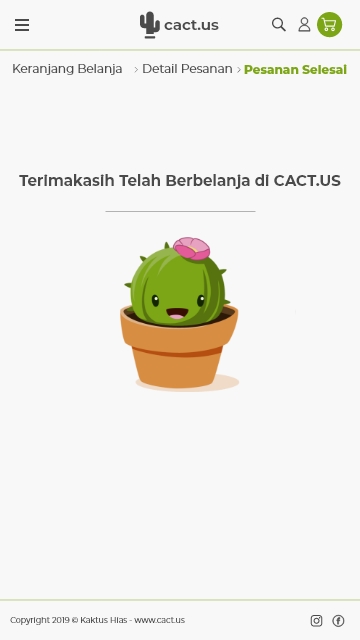 cact.us
Keranjang Belanja › Detail Pesanan › Pesanan Selesai
Terimakasih Telah Berbelanja di CACT.US
Copyright 2019 © Kaktus Hias - www.cact.us